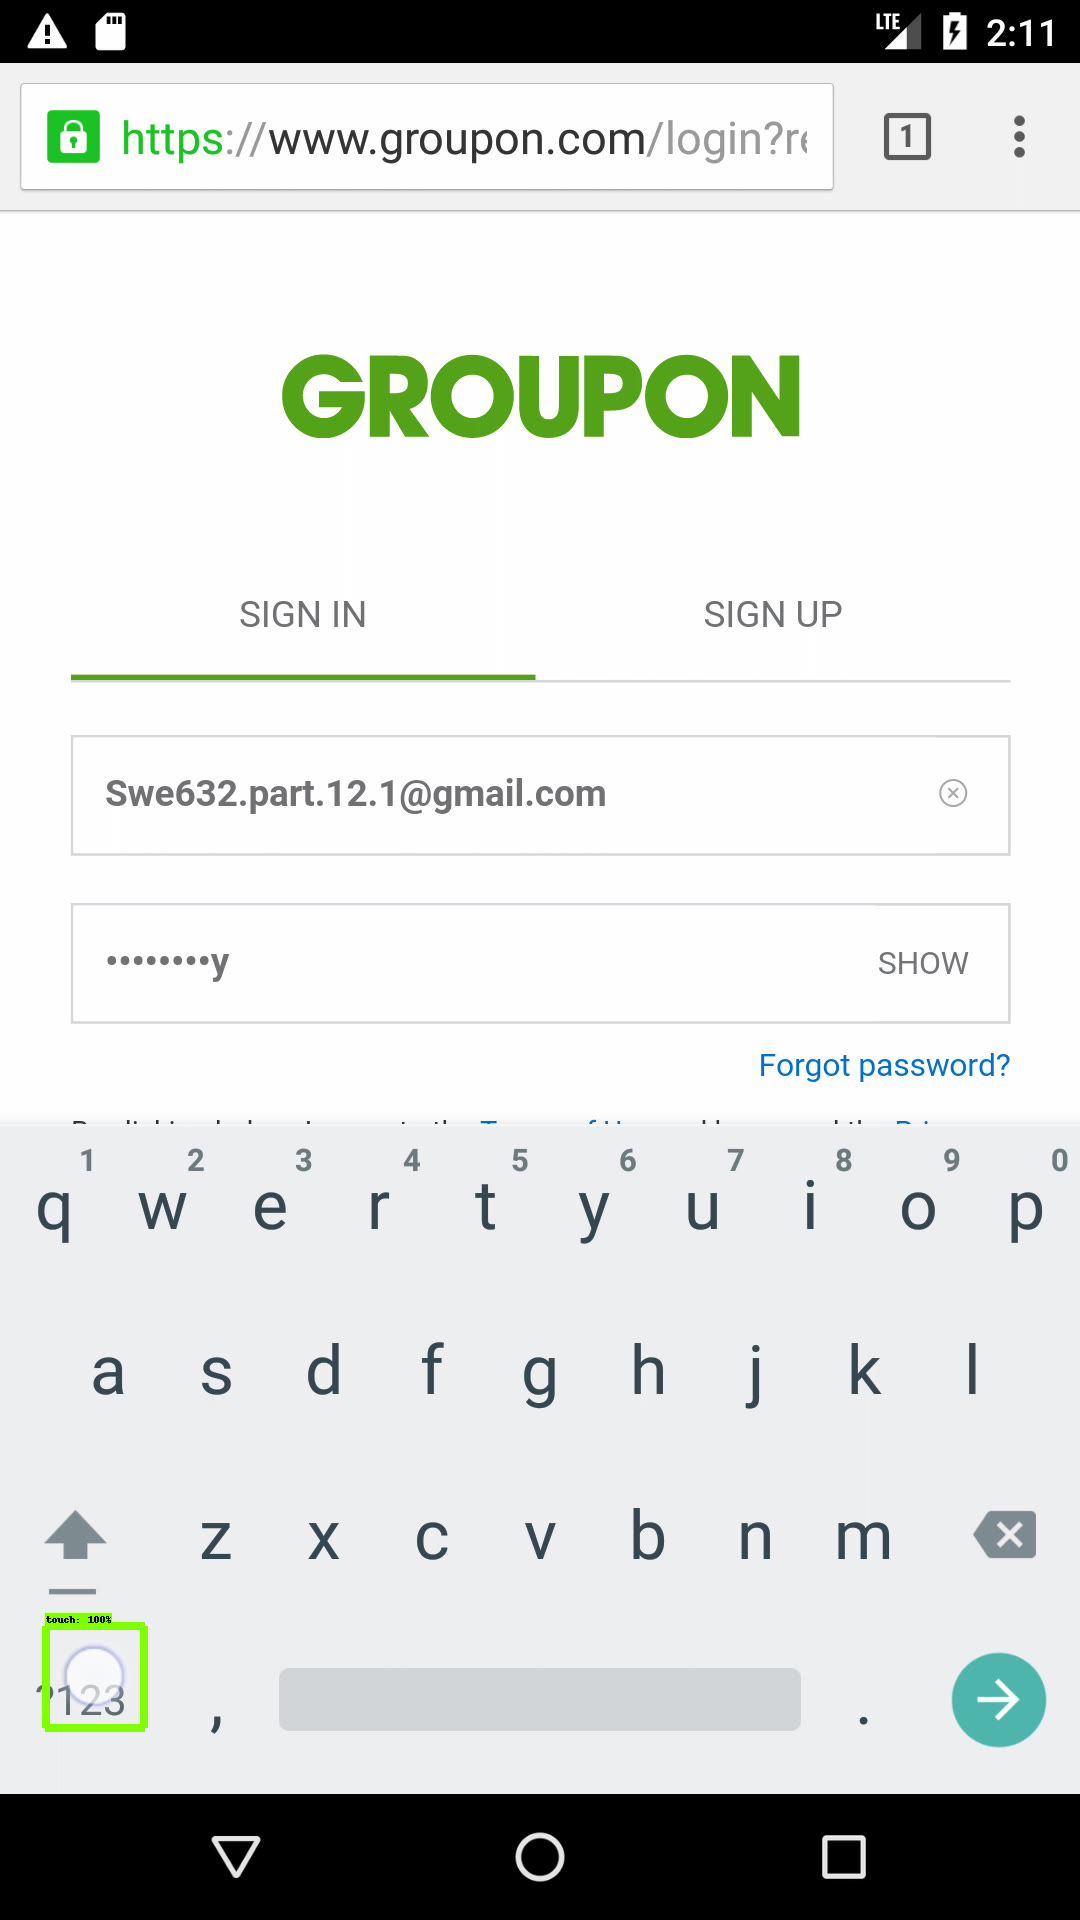 LTE 2:11
https://www.groupon.com/login?re
1
GROUPON
SIGN IN SIGN UP
Swe632.part.12.1@gmail.com
••••••••y SHOW
Forgot password?
1 2 3 4 5 6 7 8 9 0
q w e r t y u i o p
a s d f g h j k l
z x c v b n m
touch: 100%
?123 , .